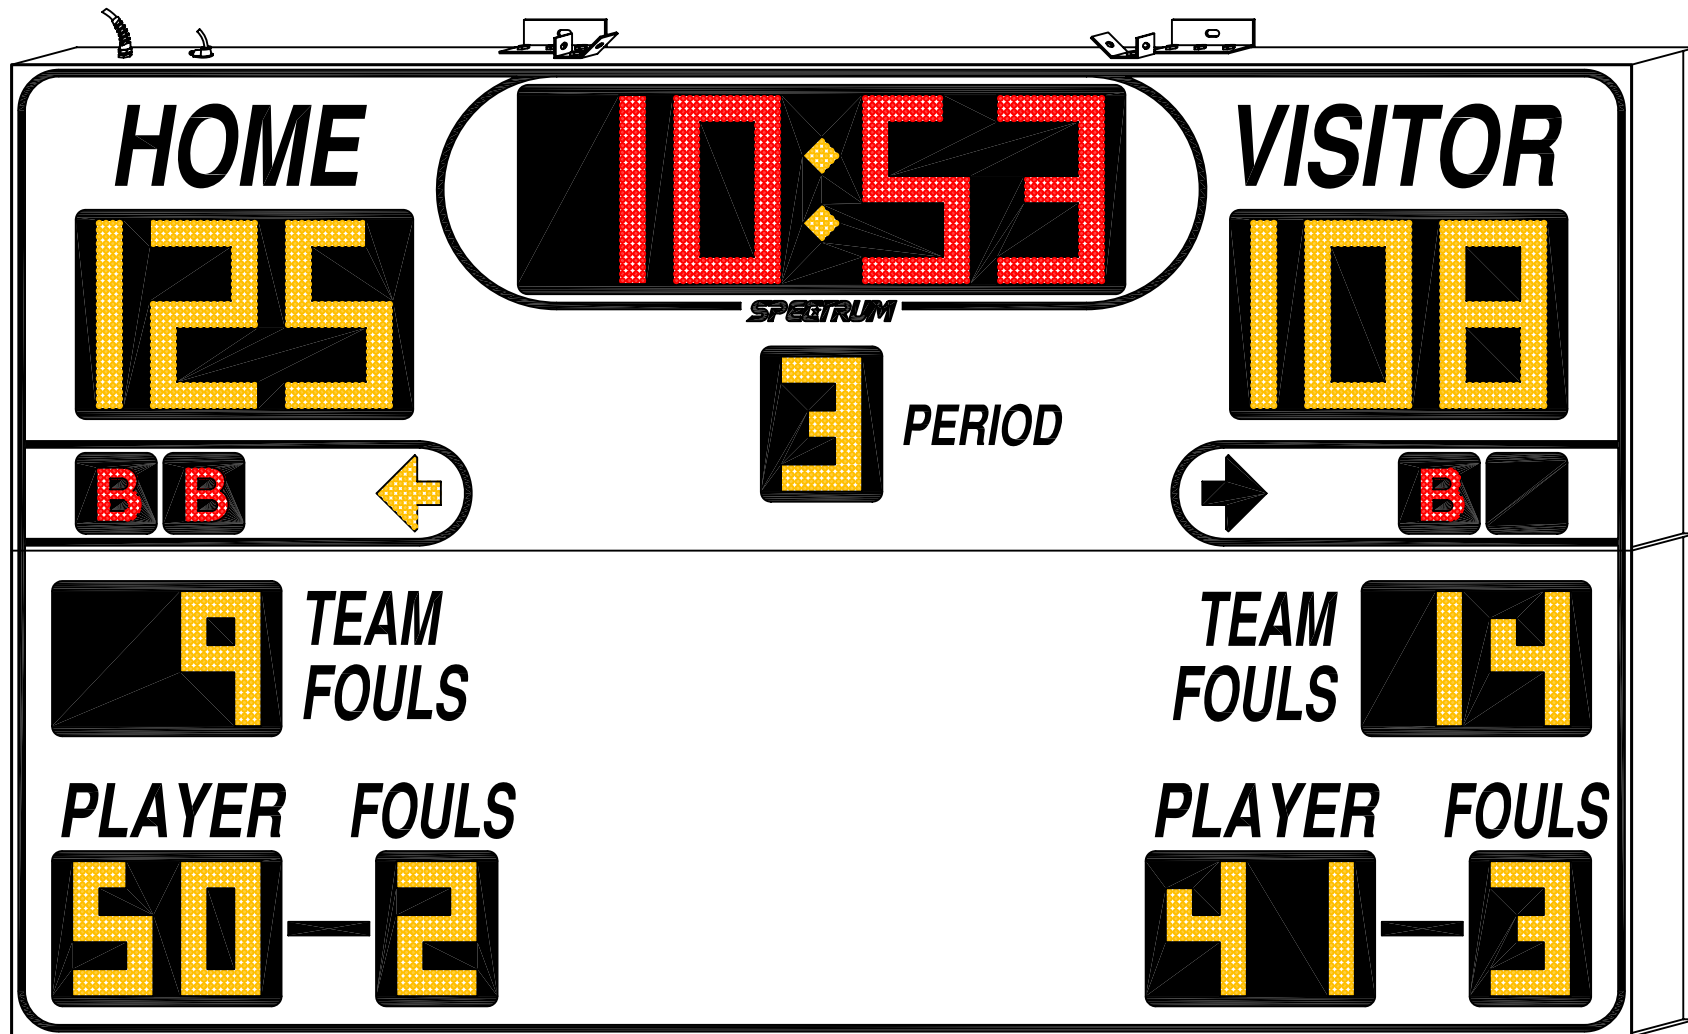 HOME 10:53 VISITOR
125 108
SPECTRUM
3 PERIOD
B B B
9 TEAM FOULS TEAM FOULS 14
PLAYER FOULS PLAYER FOULS
50-2 41-3